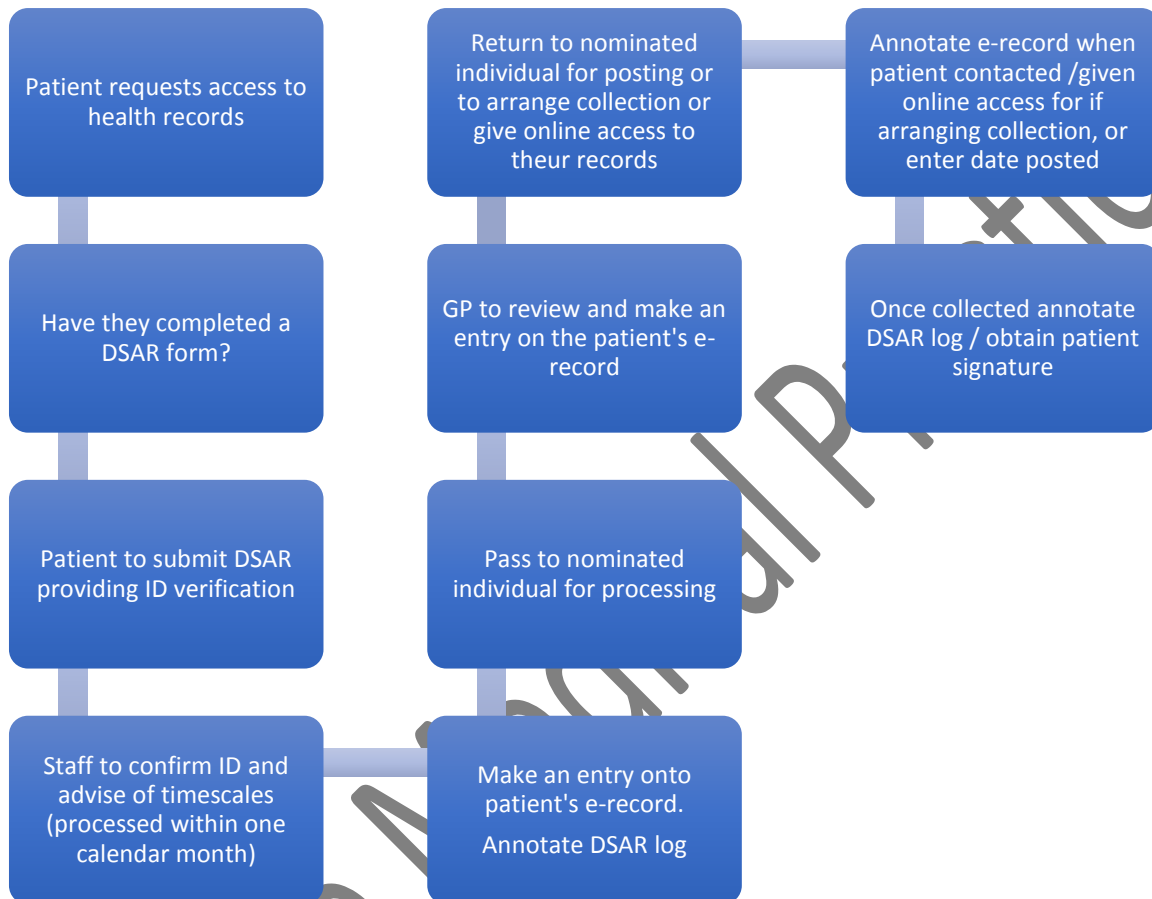 Patient requests access to
health records
Have they completed a
DSAR form?
Patient to submit DSAR
providing ID verification
Staff to confirm ID and
advise of timescales
(processed within one
calendar month)
Make an entry onto
patient's e-record.
Annotate DSAR log
Pass to nominated
individual for processing
GP to review and make an
entry on the patient's e-
record
Return to nominated
individual for posting or
to arrange collection or
give online access to
theur records
Annotate e-record when
patient contacted /given
online access for if
arranging collection, or
enter date posted
Once collected annotate
DSAR log / obtain patient
signature